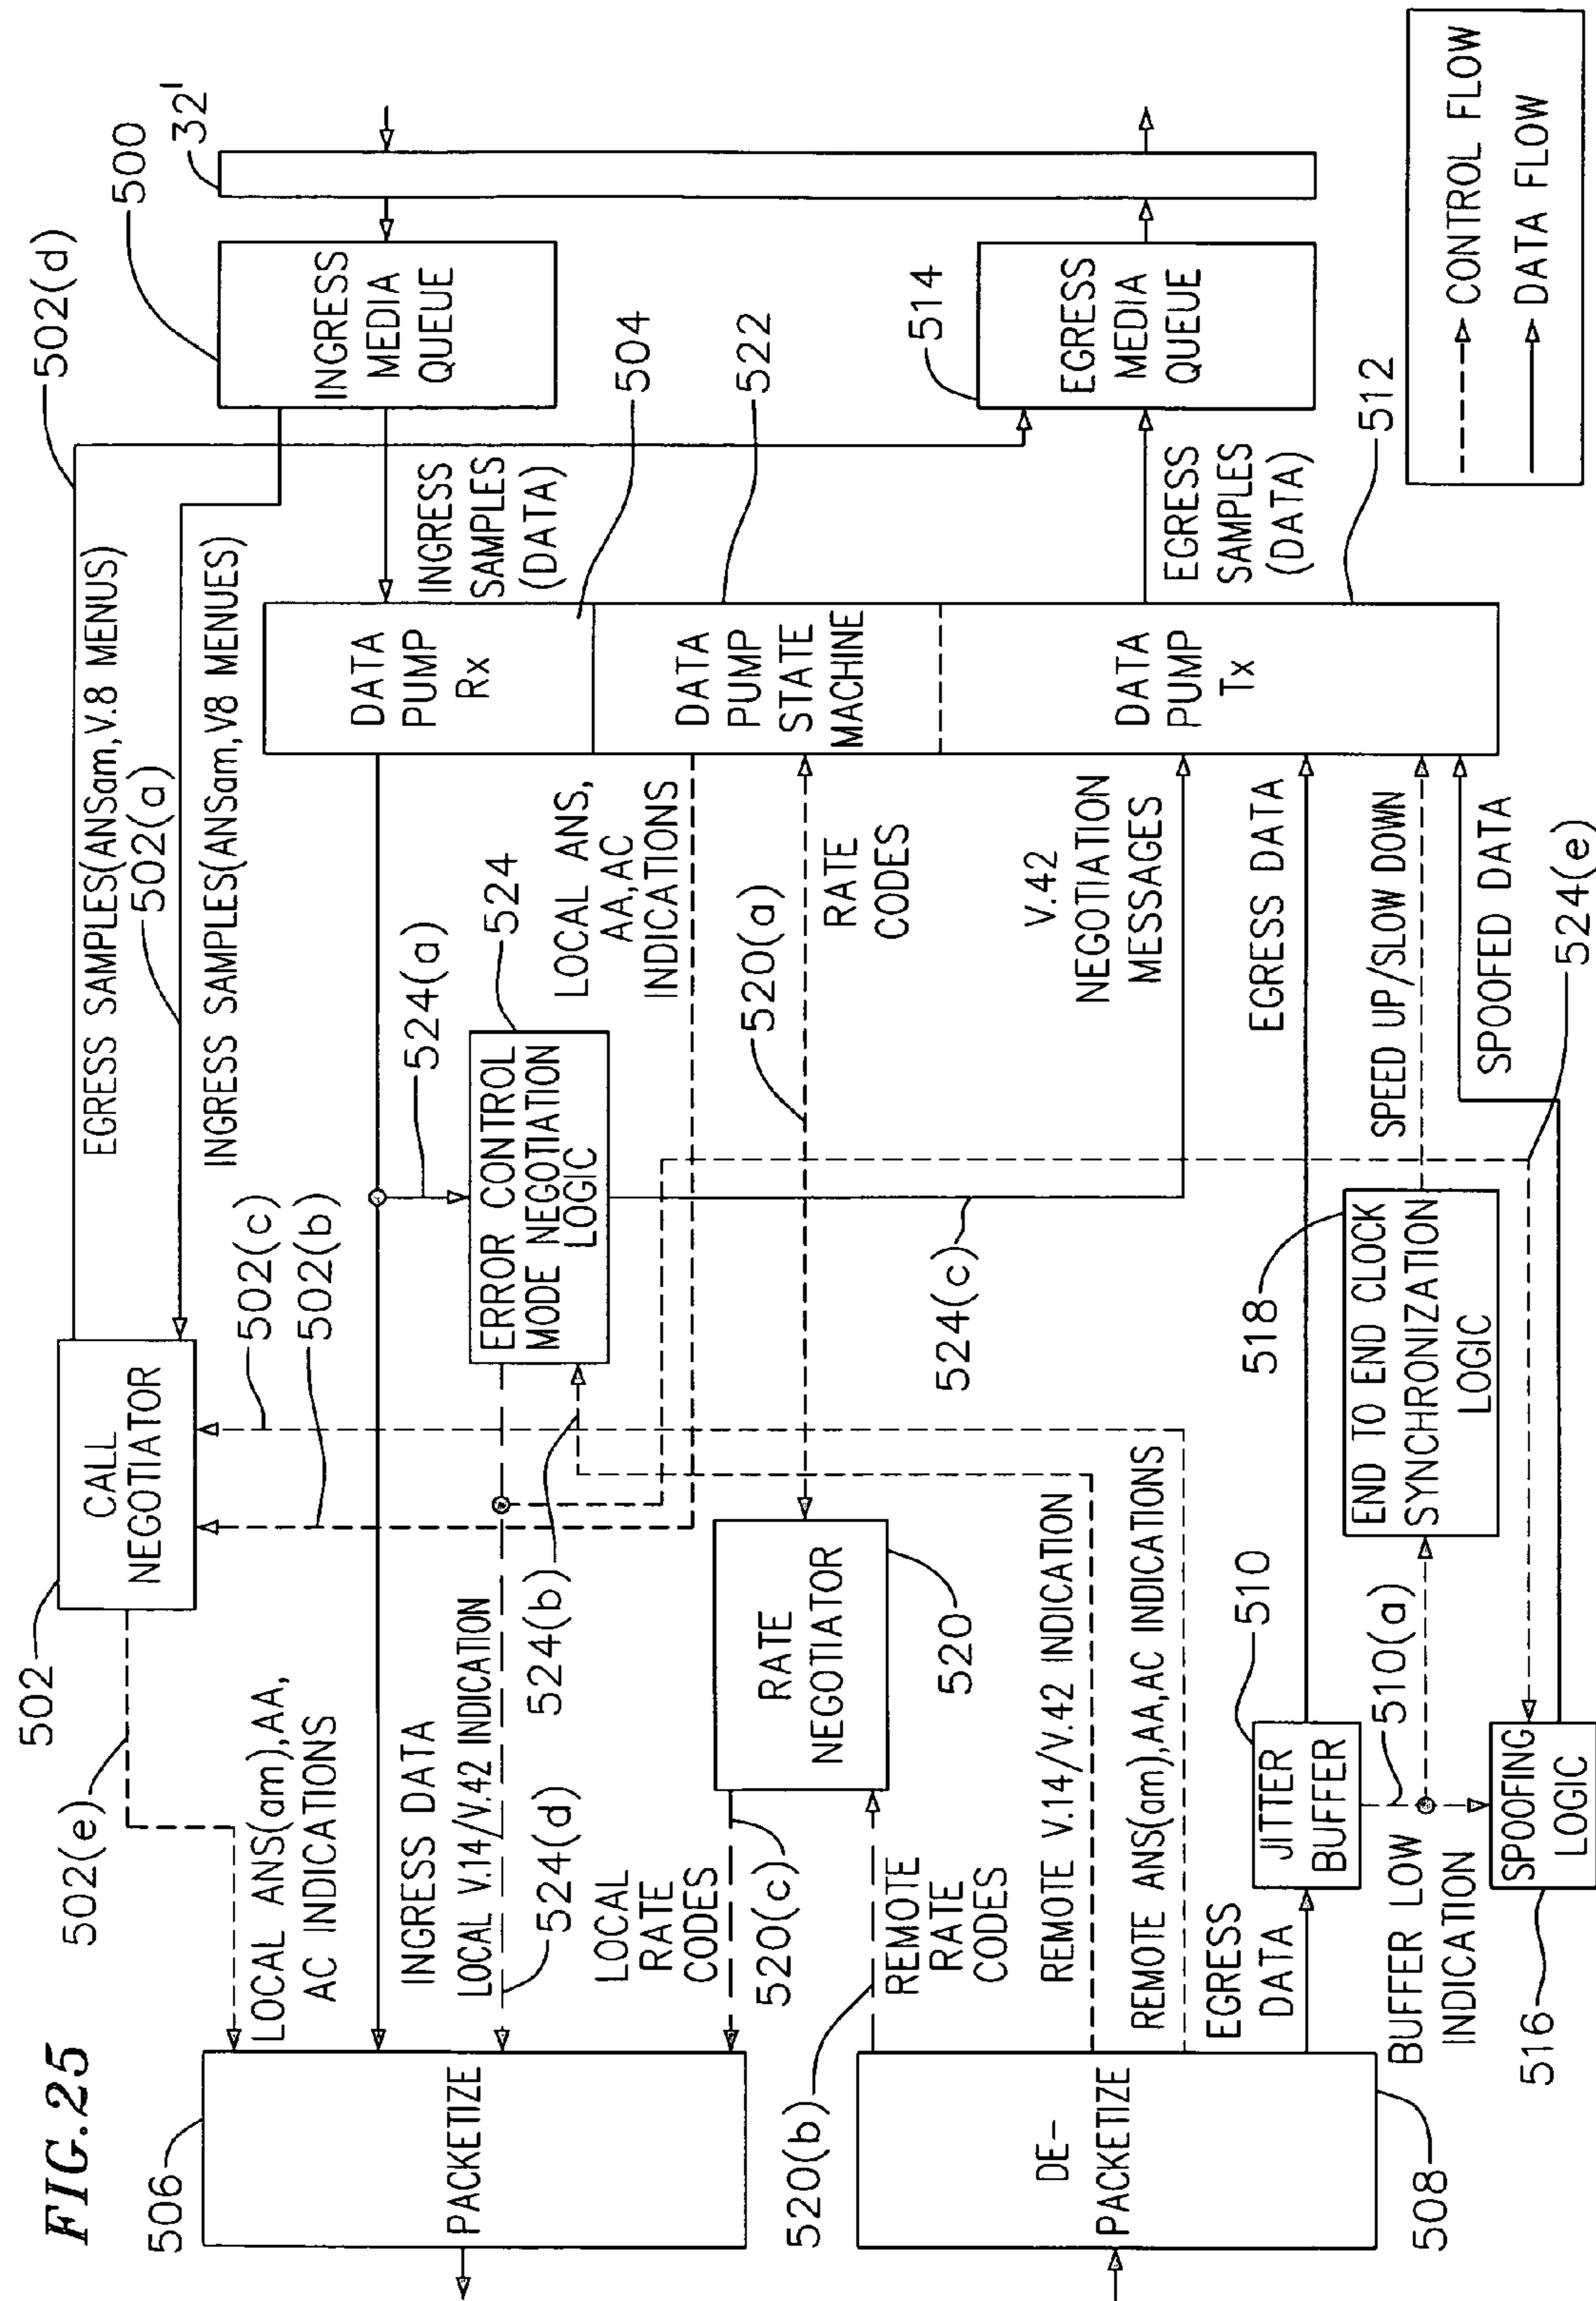 FIG.25
506
PACKETIZE
502(e)
502
CALL
NEGOTIATOR
LOCAL ANS(am),AA,
AC INDICATIONS
INGRESS DATA
LOCAL V.14/V.42 INDICATION
524(d)
LOCAL
RATE
CODES
520(c)
520(b)
REMOTE
RATE
CODES
RATE
NEGOTIATOR
520
REMOTE V.14/V.42 INDICATION
REMOTE ANS(am),AA,AC INDICATIONS
DE-
PACKETIZE
508
EGRESS
DATA
JITTER
BUFFER
510
510(a)
BUFFER LOW
INDICATION
SPOOFING
LOGIC
516
502(c)
502(b)
524(b)
ERROR CONTROL
MODE NEGOTIATION
LOGIC
524
524(a)
524(c)
518
END TO END CLOCK
SYNCHRONIZATION
LOGIC
EGRESS SAMPLES(ANSam,V.8 MENUS)
502(a)
INGRESS SAMPLES(ANSam,V8 MENUES)
502(d)
LOCAL ANS,
AA,AC
INDICATIONS
520(a)
RATE
CODES
V.42
NEGOTIATION
MESSAGES
EGRESS DATA
SPEED UP/SLOW DOWN
SPOOFED DATA
524(e)
DATA
PUMP
Rx
DATA
PUMP
STATE
MACHINE
DATA
PUMP
Tx
504
522
512
INGRESS
SAMPLES
(DATA)
EGRESS
SAMPLES
(DATA)
INGRESS
MEDIA
QUEUE
500
EGRESS
MEDIA
QUEUE
514
32'
CONTROL FLOW
DATA FLOW